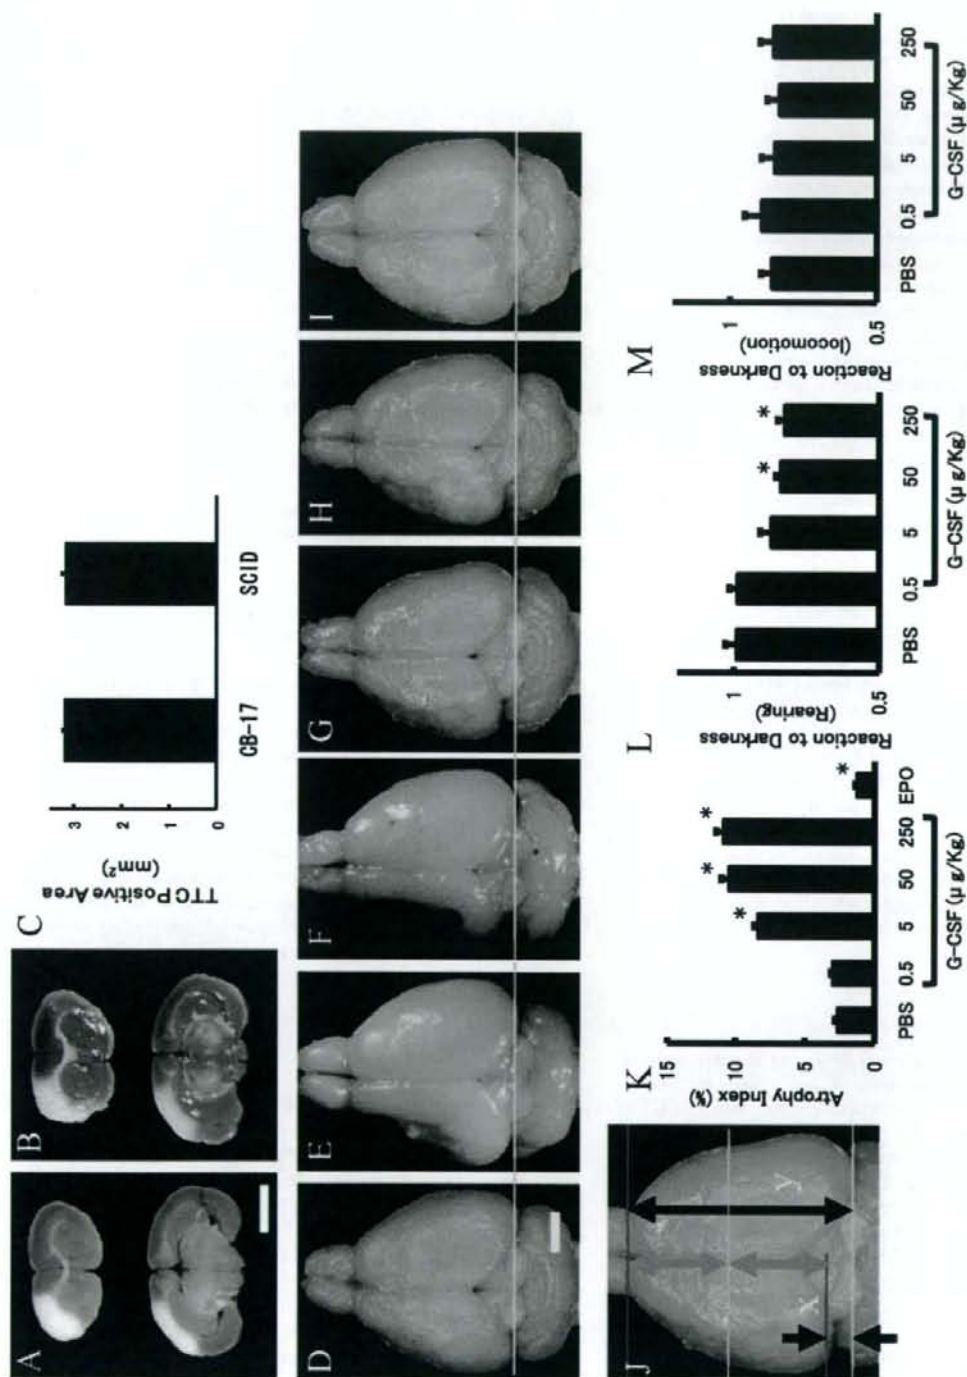 A
B
C
TTC Positive Area
(mm²)
3
2
1
0
CB-17
SCID
D
E
F
G
H
I
J
x
y
K
Atrophy Index (%)
15
10
5
0
PBS
0.5
5
50
250
EPO
G-CSF (μ g/Kg)
*
*
*
*
L
Reaction to Darkness
(Rearing)
1
0.5
PBS
0.5
5
50
250
G-CSF (μ g/Kg)
*
*
M
Reaction to Darkness
(locomotion)
1
0.5
PBS
0.5
5
50
250
G-CSF (μ g/Kg)